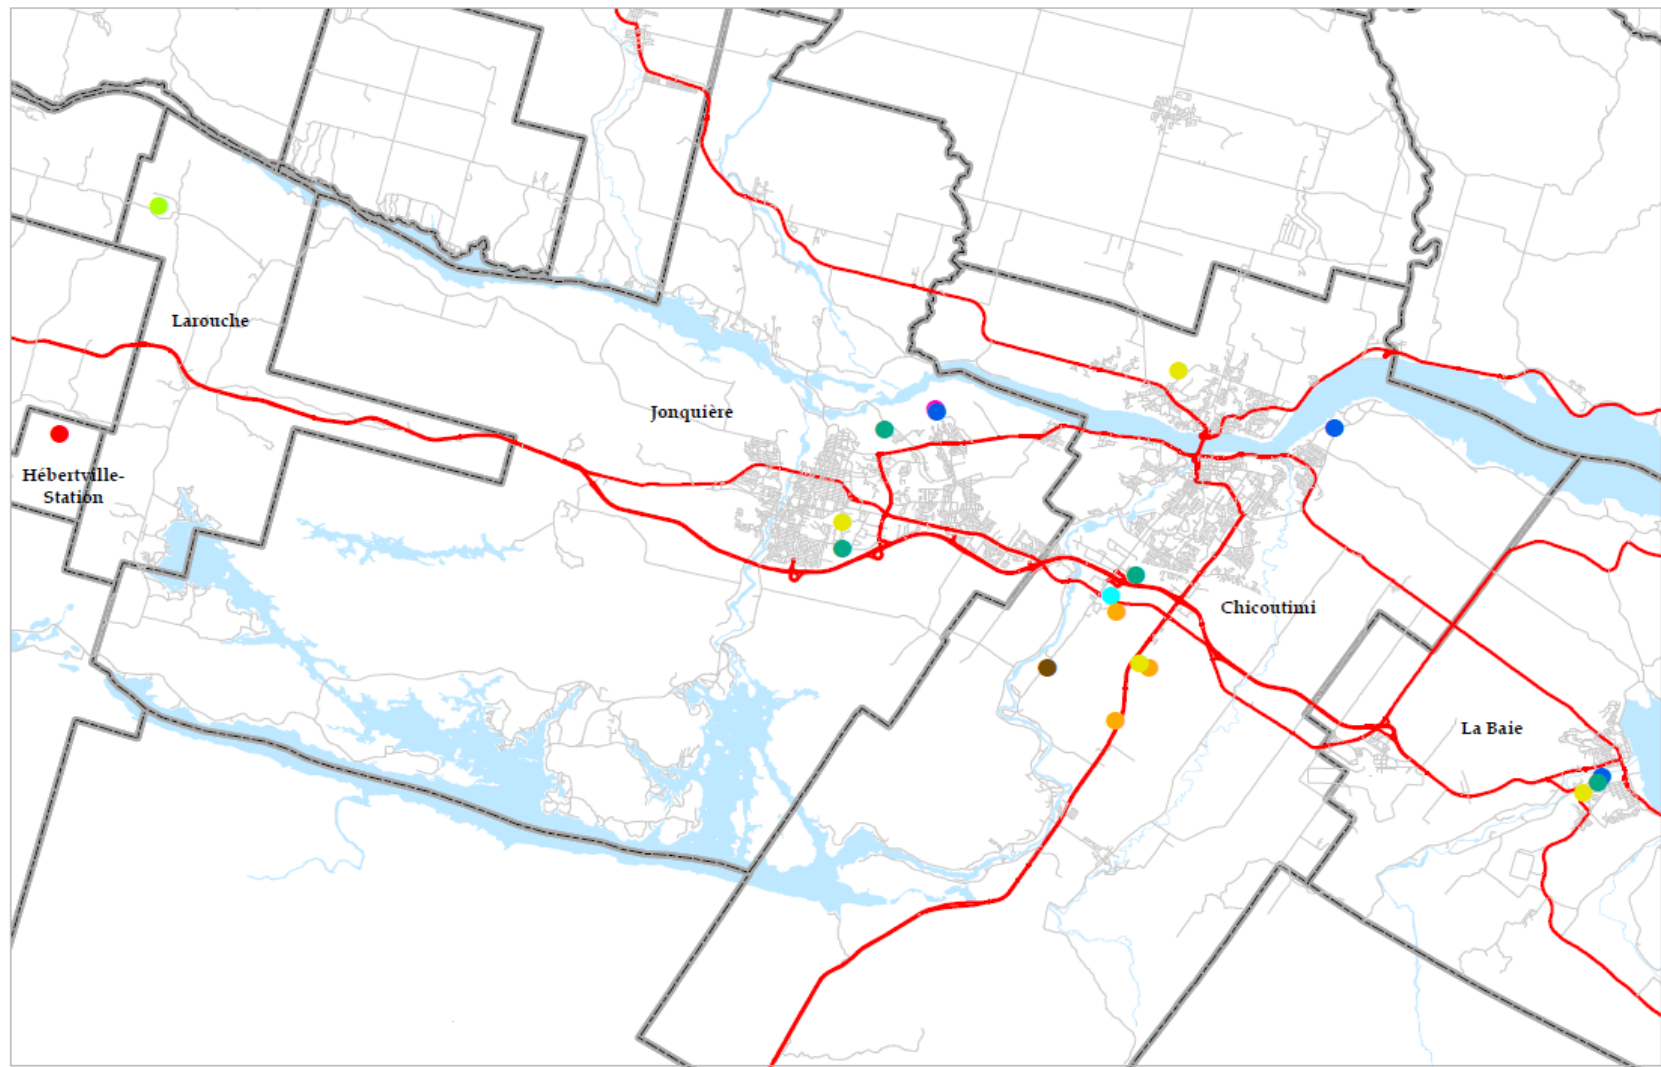 Larouche
Jonquière
Hébertville-
Station
Chicoutimi
La Baie